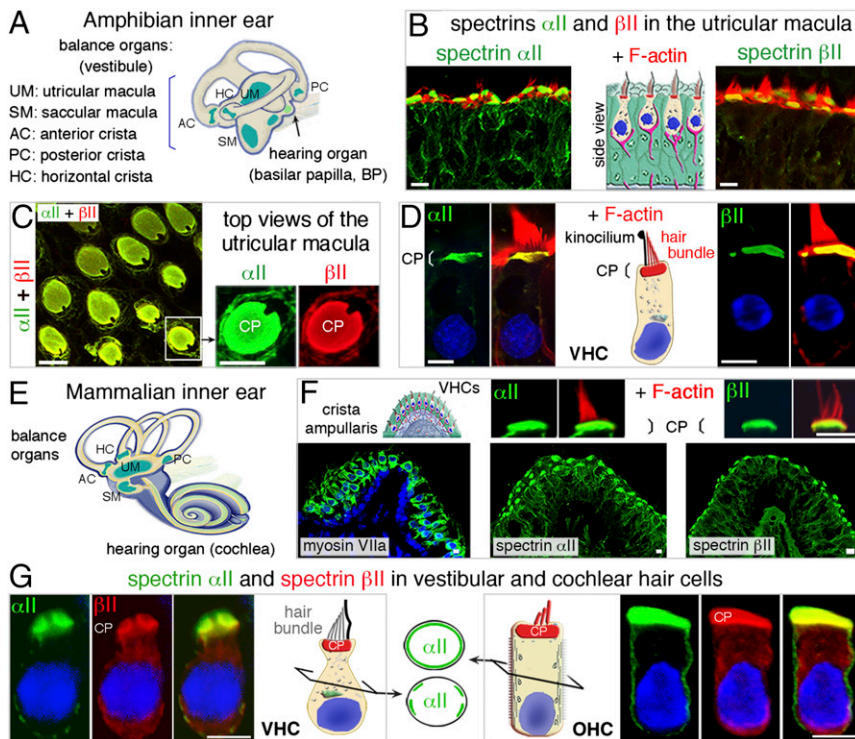 A
Amphibian inner ear
balance organs:
(vestibule)
UM: utricular macula
SM: saccular macula
AC: anterior crista
PC: posterior crista
HC: horizontal crista
HC
UM
PC
AC
SM
hearing organ
(basilar papilla, BP)
B
spectrins αII and βII in the utricular macula
spectrin αII
+ F-actin
spectrin βII
side view
C
αII + βII
αII + βII
top views of the
utricular macula
αII
βII
CP
CP
D
αII
+ F-actin
βII
CP
kinocilium
hair
bundle
CP
VHC
E
Mammalian inner ear
balance
organs
HC
UM
PC
AC
SM
hearing organ (cochlea)
F
VHCs
crista
ampullaris
αII
+ F-actin
CP
βII
myosin VIIa
spectrin αII
spectrin βII
G
spectrin αII and spectrin βII in vestibular and cochlear hair cells
αII
βII
CP
hair
bundle
CP
VHC
αII
αII
CP
OHC
CP